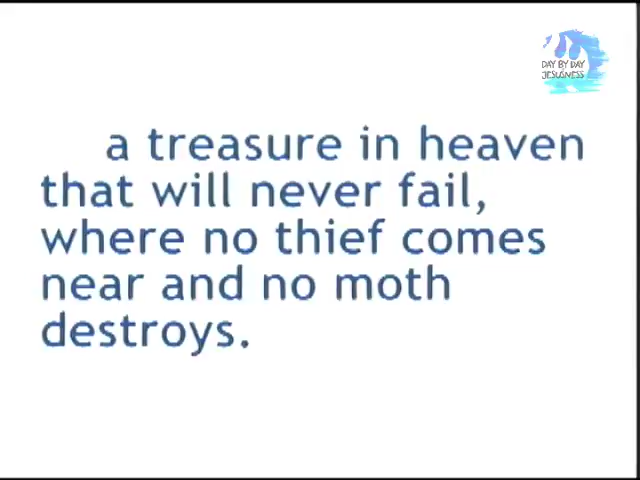 DAY BY DAY
JESUSNESS
a treasure in heaven
that will never fail,
where no thief comes
near and no moth
destroys.